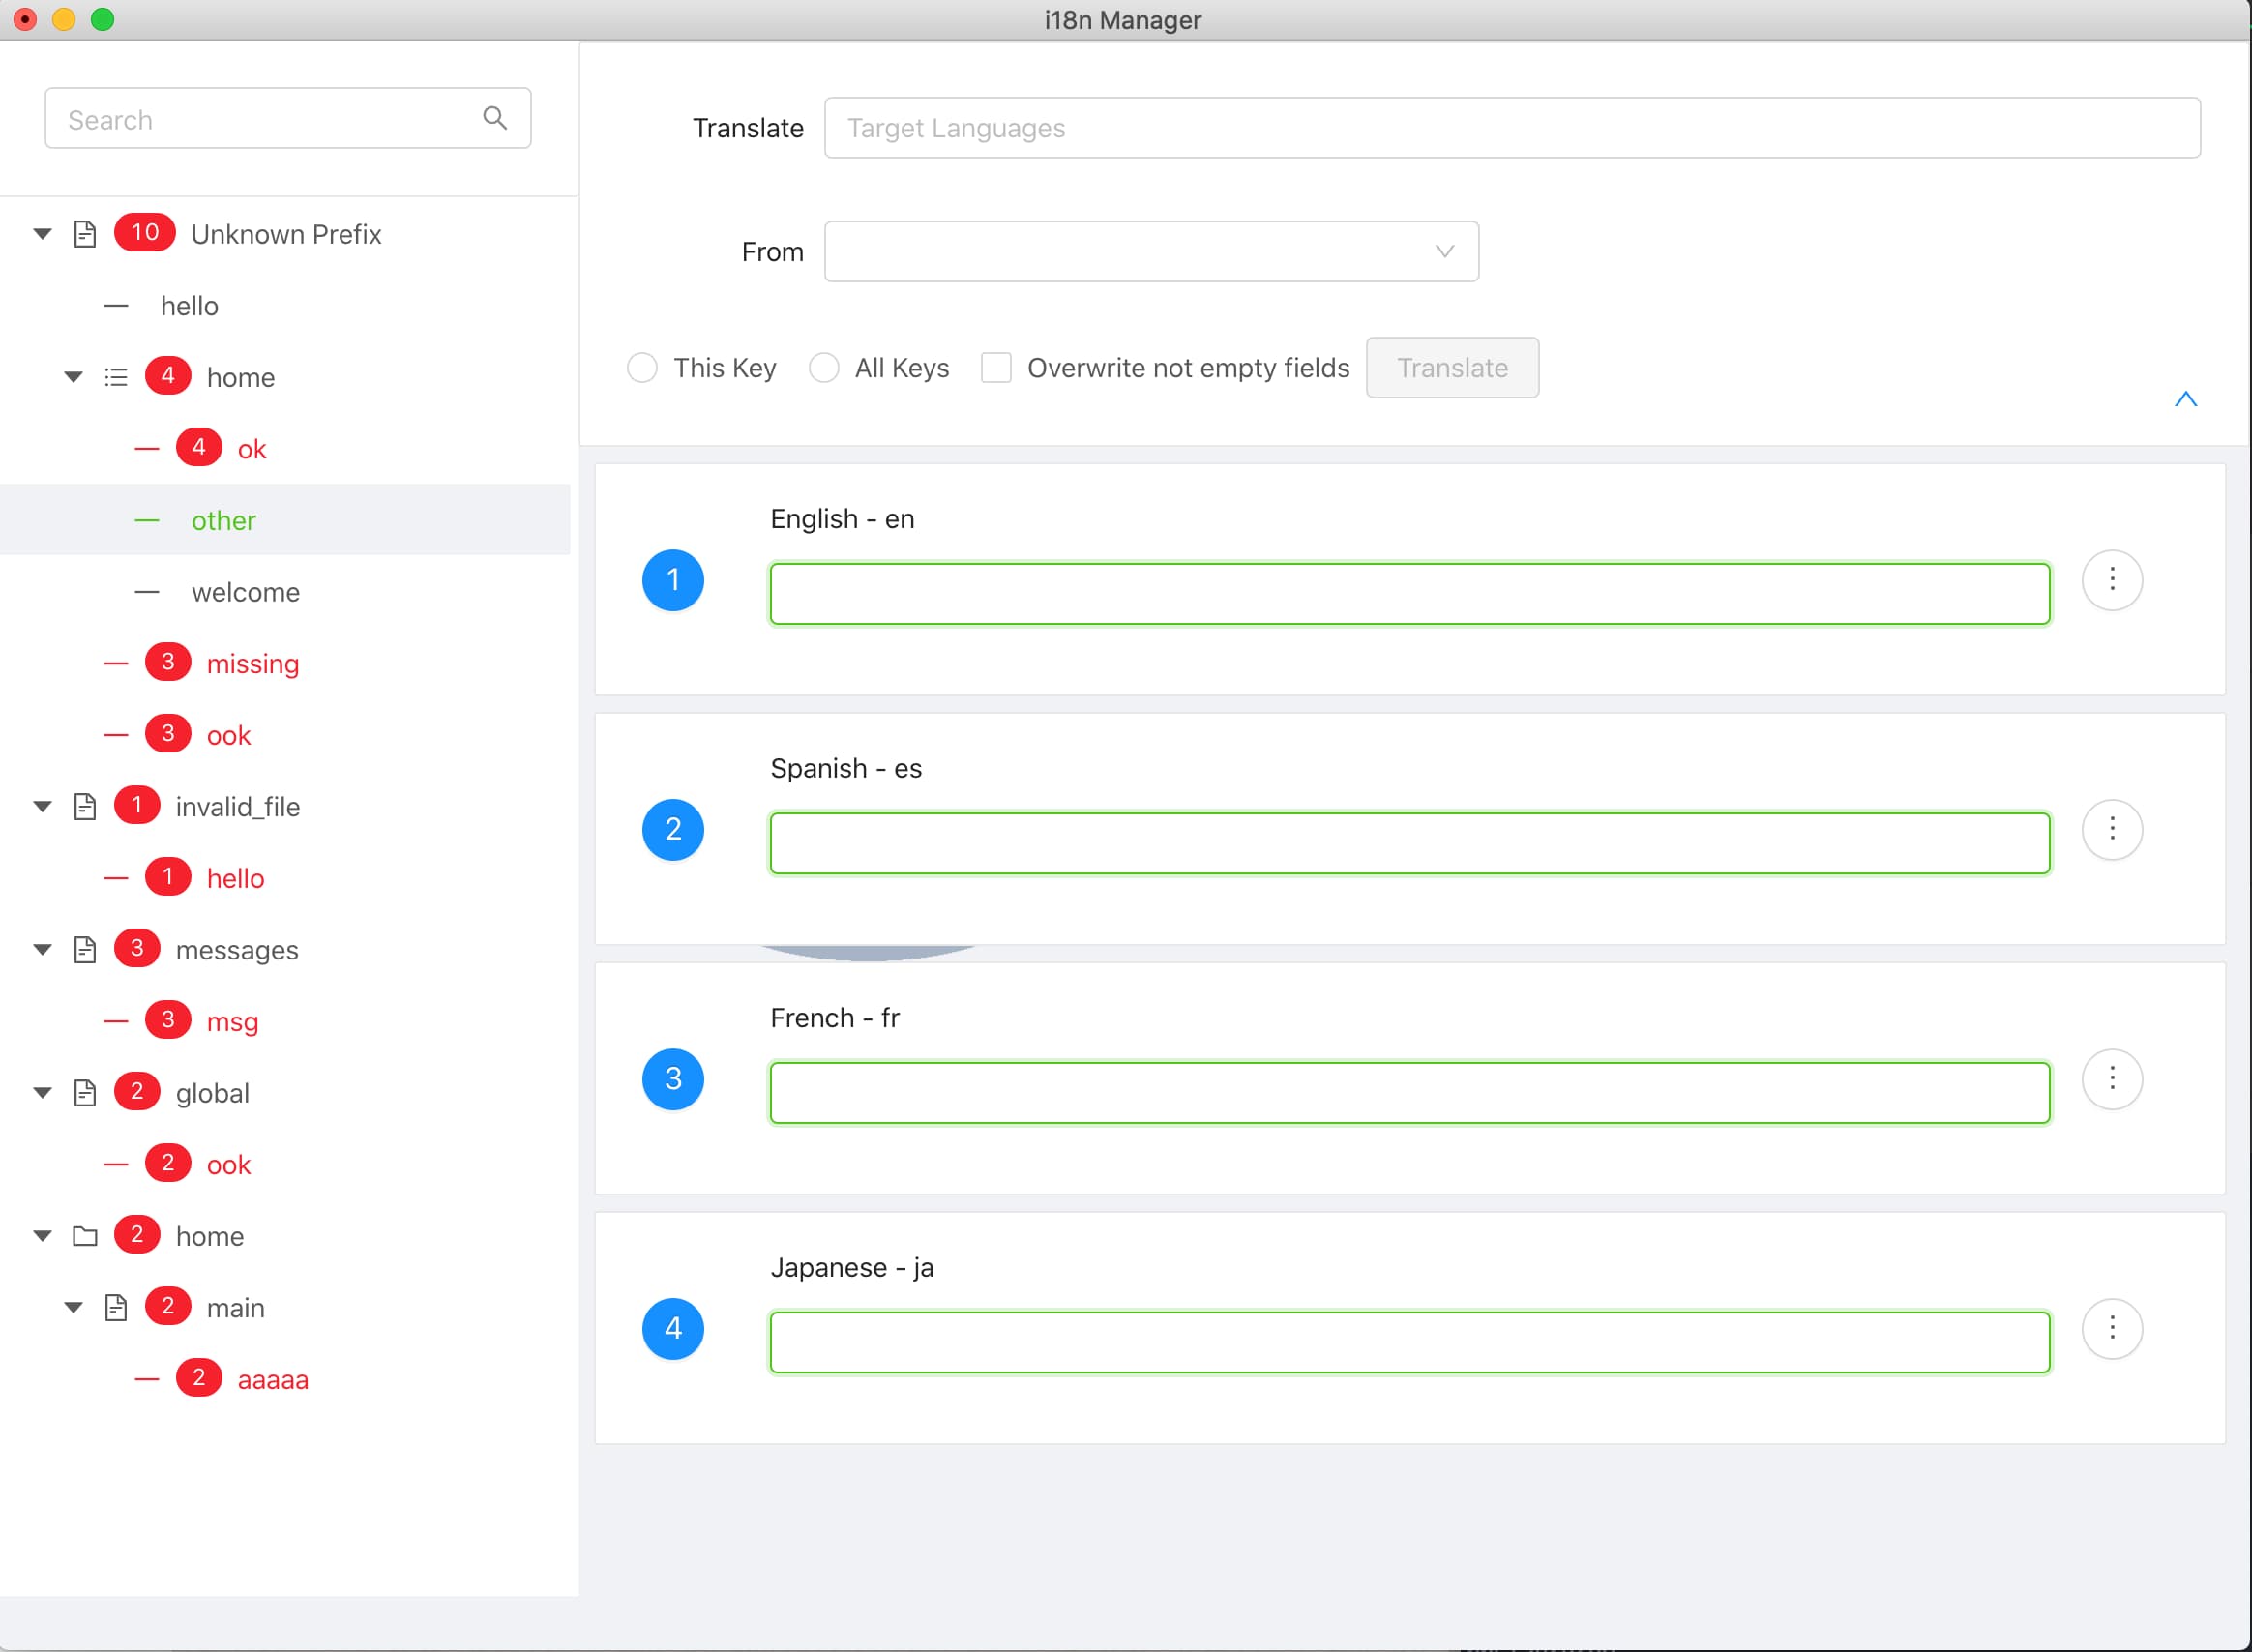 i18n Manager
Search
10 Unknown Prefix
hello
4 home
4 ok
other
welcome
3 missing
3 ook
1 invalid_file
1 hello
3 messages
3 msg
2 global
2 ook
2 home
2 main
2 aaaaa
Translate Target Languages
From
This Key All Keys Overwrite not empty fields Translate
English - en
1
Spanish - es
2
French - fr
3
Japanese - ja
4